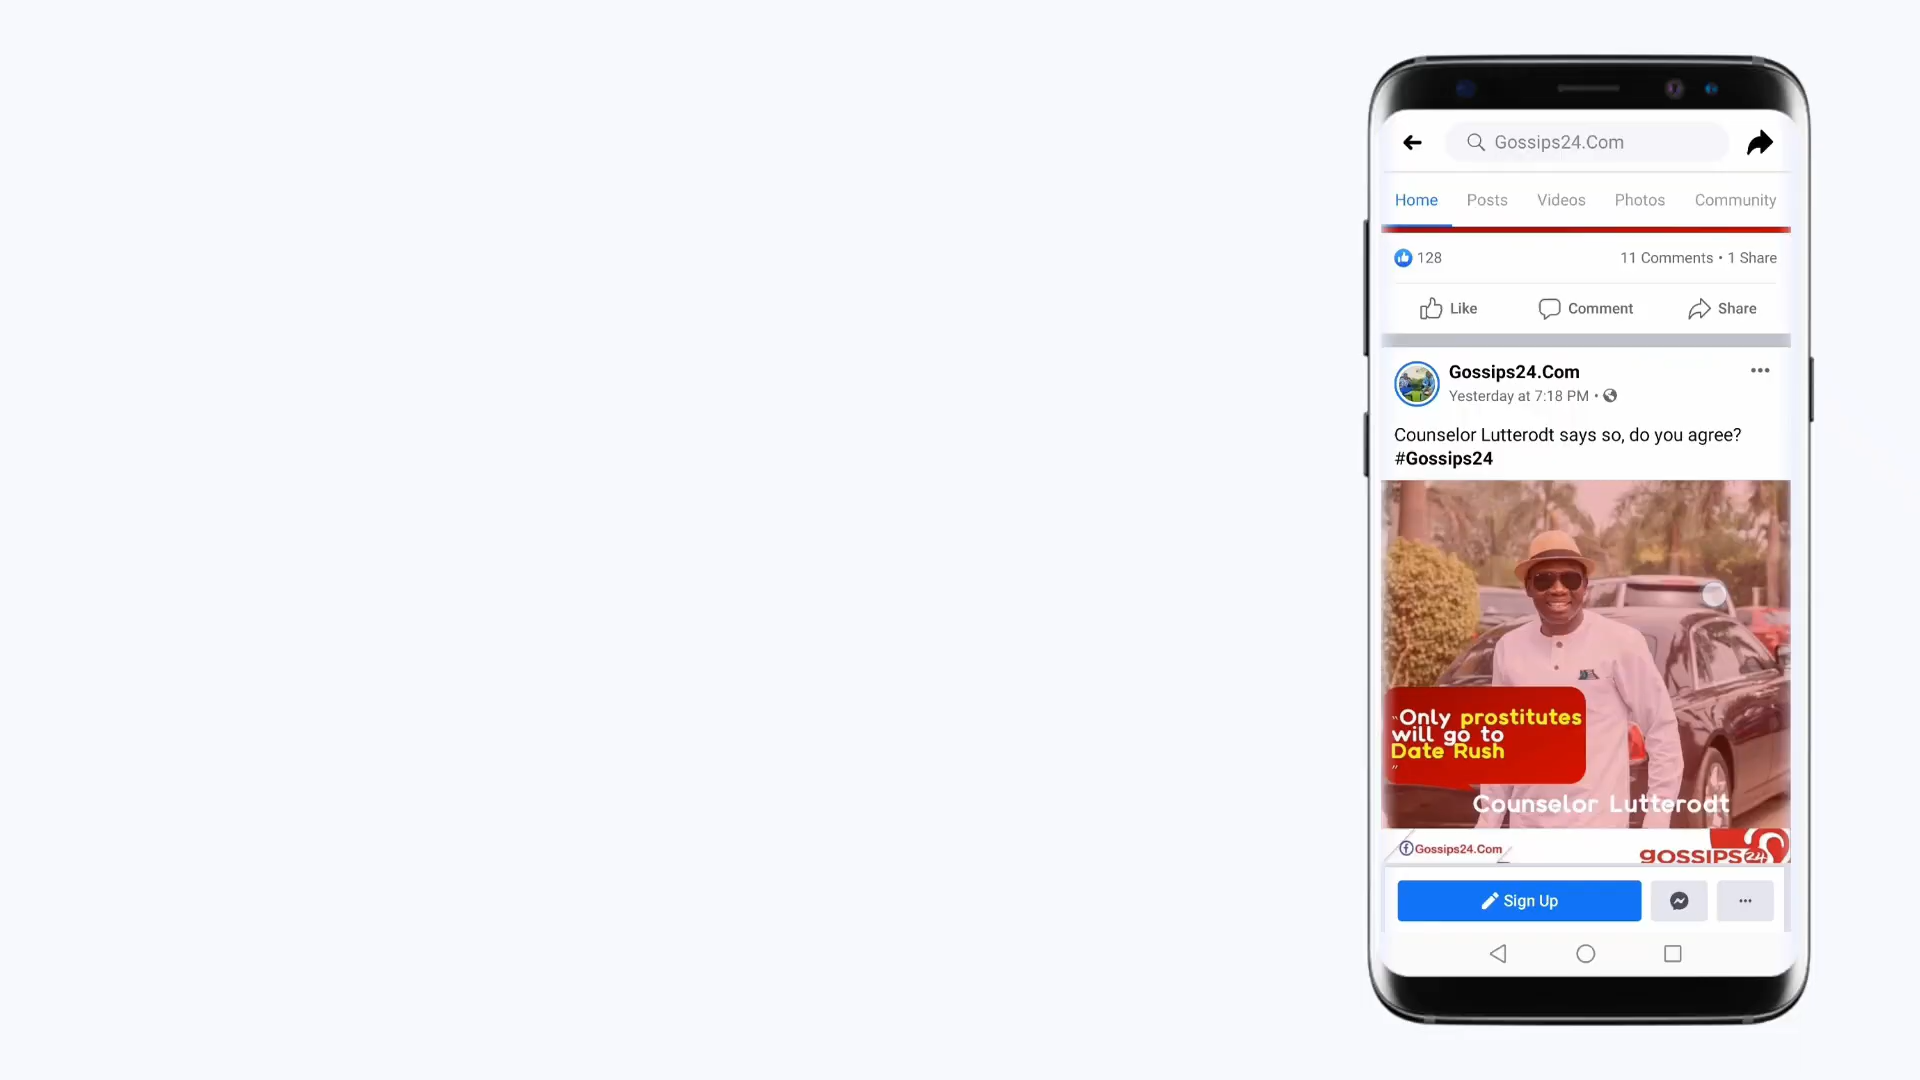 Gossips24.Com
Home Posts Videos Photos Community
128 11 Comments • 1 Share
Like Comment Share
Gossips24.Com
Yesterday at 7:18 PM •
Counselor Lutterodt says so, do you agree?
#Gossips24
"Only prostitutes
will go to
Date Rush
"
Counselor Lutterodt
Gossips24.Com
gossips24
Sign Up